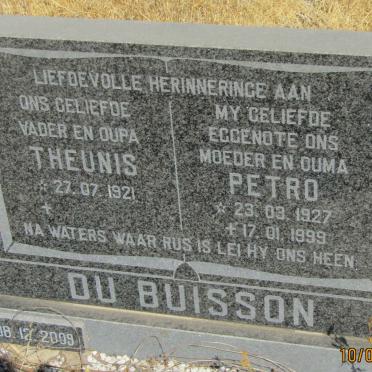 LIEFDEVOLLE HERINNERINGE AAN
ONS GELIEFDE
VADER EN OUPA
THEUNIS
* 27.07.1921
+
MY GELIEFDE
EGGENOTE ONS
MOEDER EN OUMA
PETRO
* 23.09.1927
+ 17.01.1999
NA WATERS WAAR RUS IS LEI HY ONS HEEN
DU BUISSON
12.2009
10/0